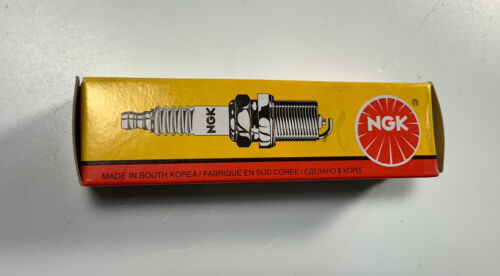 NGK
NGK®
MADE IN SOUTH KOREA / FABRIQUE EN SUD COREE / СДЕЛАНО В КОРЕЕ